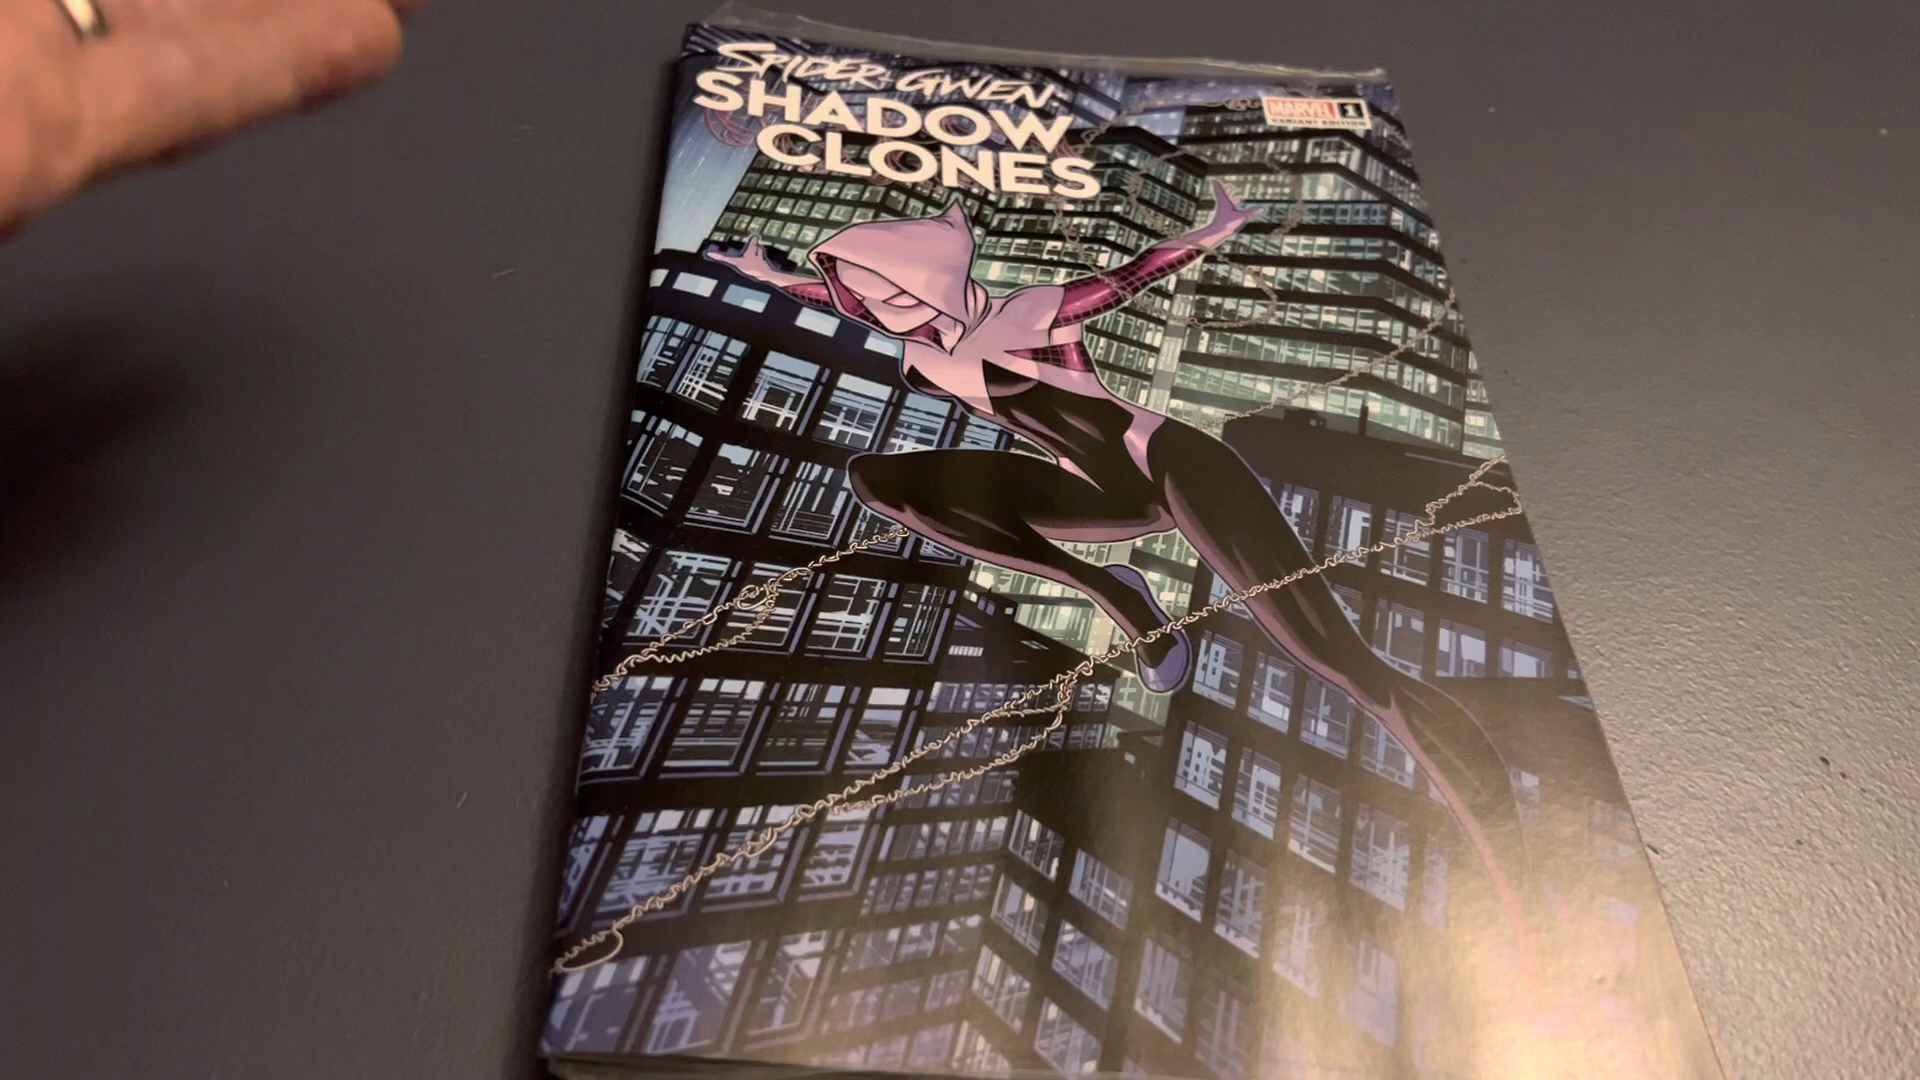 SPIDER-GWEN:
SHADOW
CLONES
MARVEL 1
VARIANT EDITION